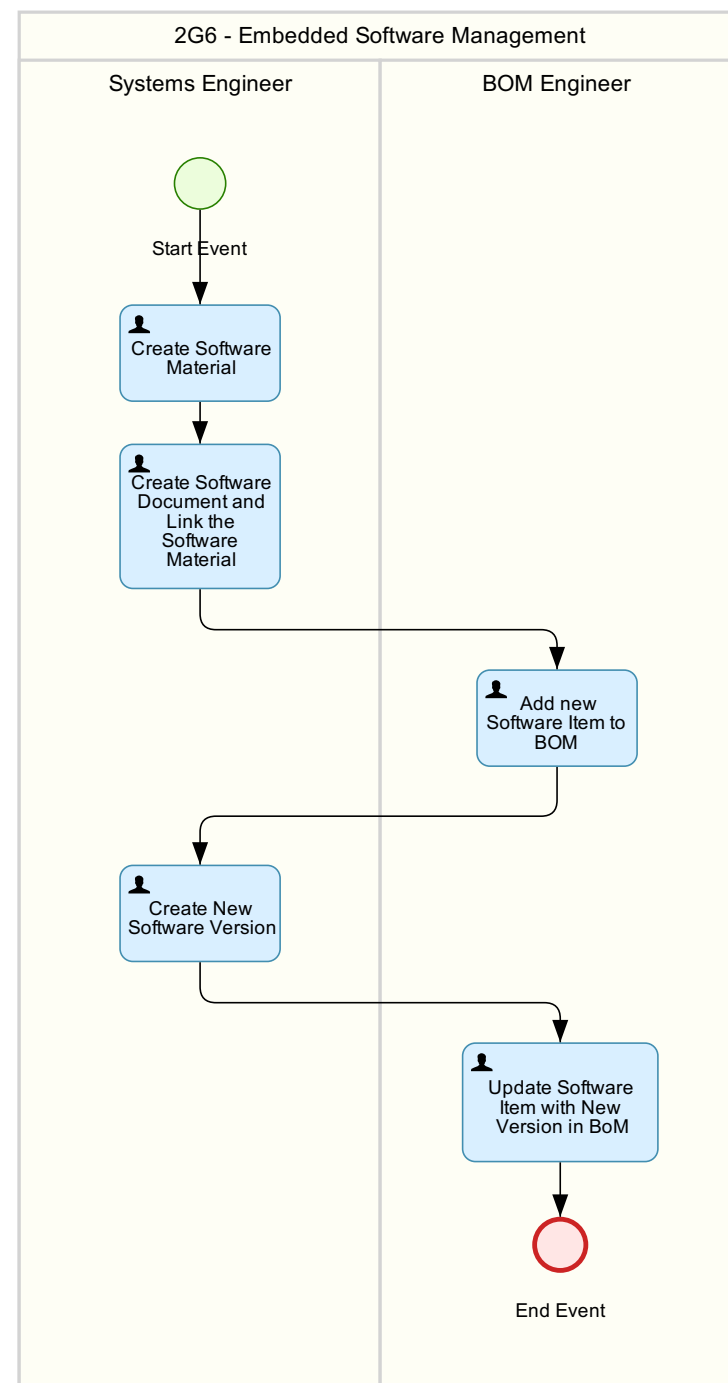 2G6 - Embedded Software Management
Systems Engineer
BOM Engineer
Start Event
Create Software
Material
Create Software
Document and
Link the
Software
Material
Add new
Software Item to
BOM
Create New
Software Version
Update Software
Item with New
Version in BoM
End Event